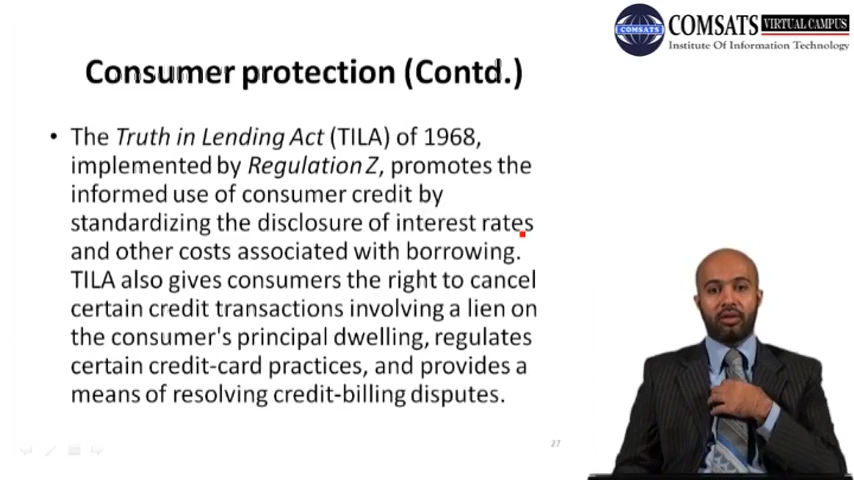 COMSATS
COMSATS VIRTUAL CAMPUS
Institute Of Information Technology
Consumer protection (Contd.)
• The Truth in Lending Act (TILA) of 1968,
implemented by Regulation Z, promotes the
informed use of consumer credit by
standardizing the disclosure of interest rates
and other costs associated with borrowing.
TILA also gives consumers the right to cancel
certain credit transactions involving a lien on
the consumer's principal dwelling, regulates
certain credit-card practices, and provides a
means of resolving credit-billing disputes.
27